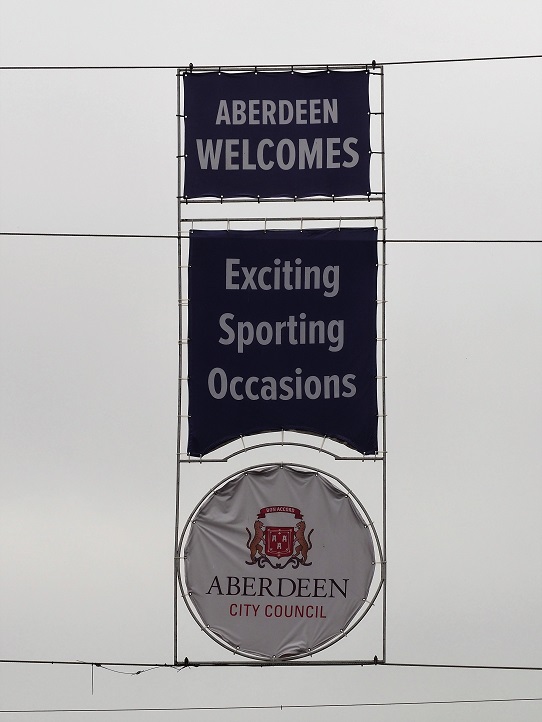 ABERDEEN
WELCOMES
Exciting
Sporting
Occasions
BON ACCORD
ABERDEEN
CITY COUNCIL